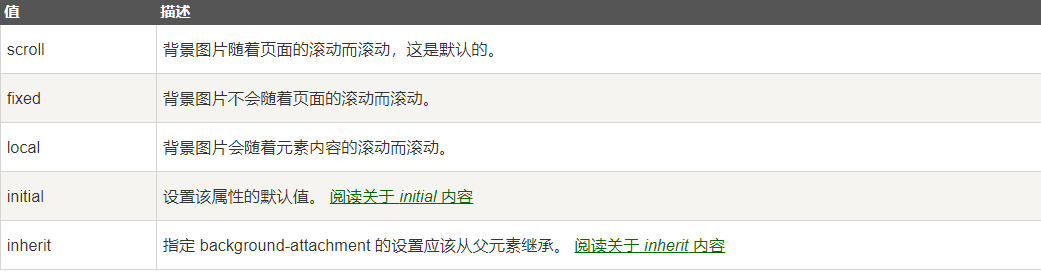 值 描述
scroll 背景图片随着页面的滚动而滚动，这是默认的。
fixed 背景图片不会随着页面的滚动而滚动。
local 背景图片会随着元素内容的滚动而滚动。
initial 设置该属性的默认值。 阅读关于 initial 内容
inherit 指定 background-attachment 的设置应该从父元素继承。 阅读关于 inherit 内容